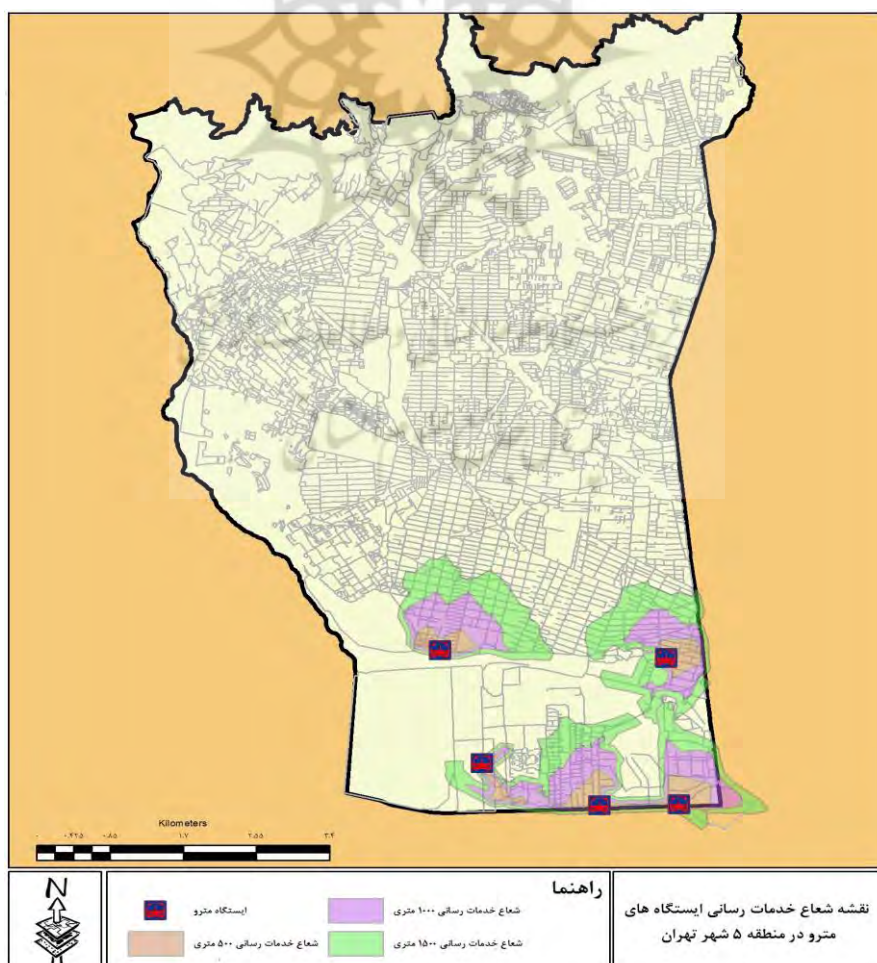 Kilometers
۰ ۰.۴۲۵ ۰.۸۵ ۱.۷ ۲.۵۵ ۳.۴
N
راهنما
ایستگاه مترو
شعاع خدمات رسانی ۱۰۰۰ متری
شعاع خدمات رسانی ۵۰۰ متری
شعاع خدمات رسانی ۱۵۰۰ متری
نقشه شعاع خدمات رسانی ایستگاه های
مترو در منطقه ۵ شهر تهران